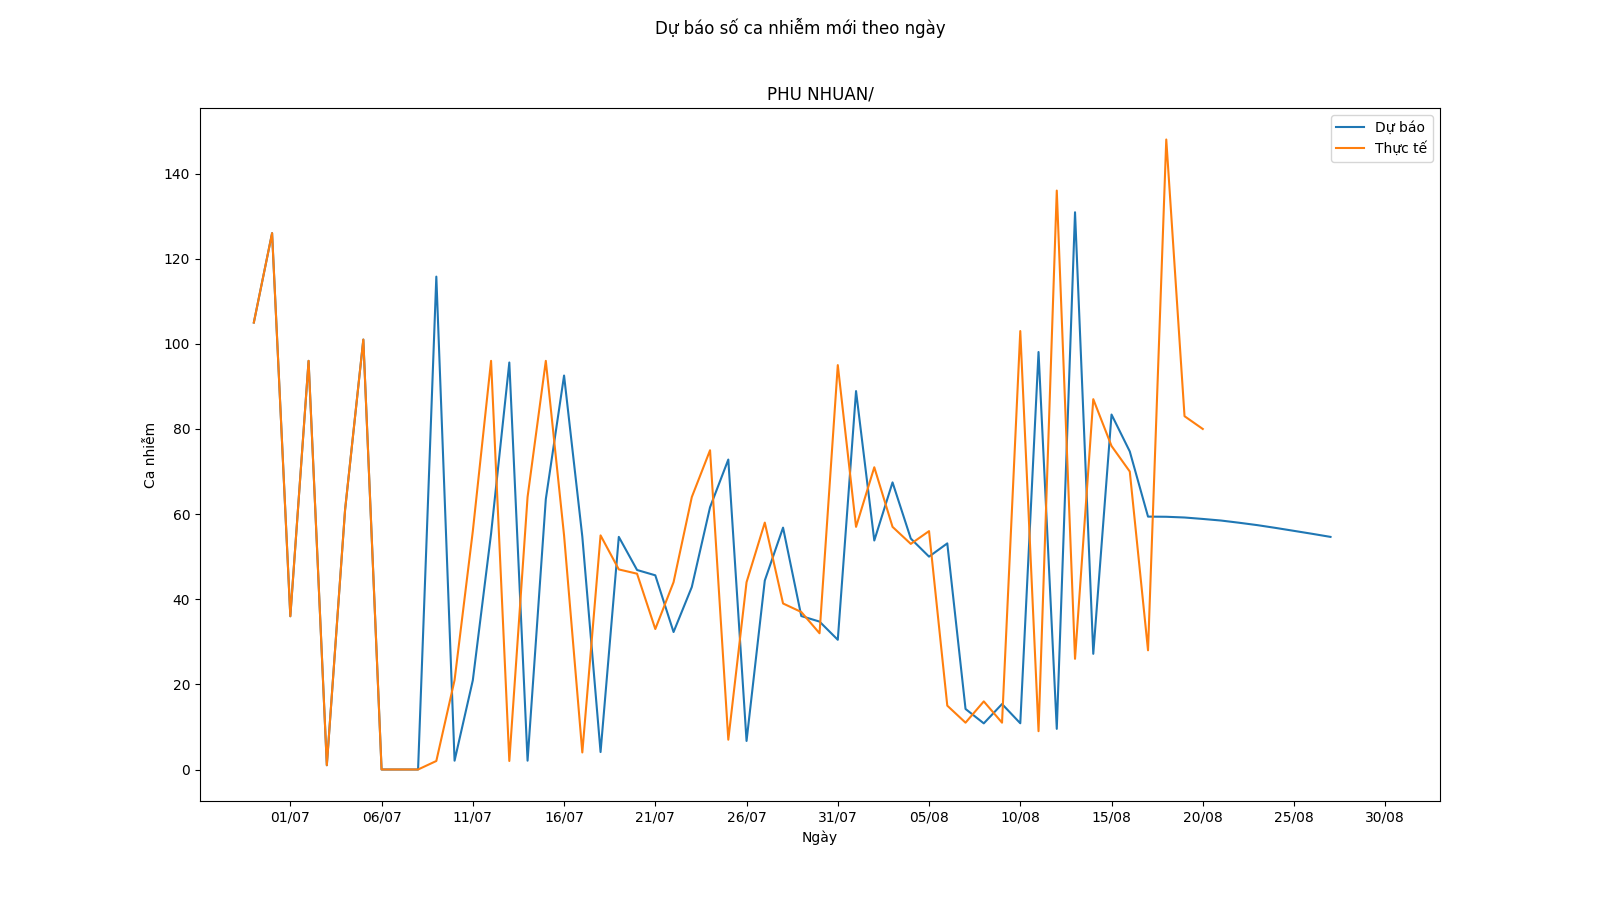 Dự báo số ca nhiễm mới theo ngày
PHU NHUAN/
Dự báo
Thực tế
140
120
100
80
60
40
20
0
Ca nhiễm
01/07 06/07 11/07 16/07 21/07 26/07 31/07 05/08 10/08 15/08 20/08 25/08 30/08
Ngày